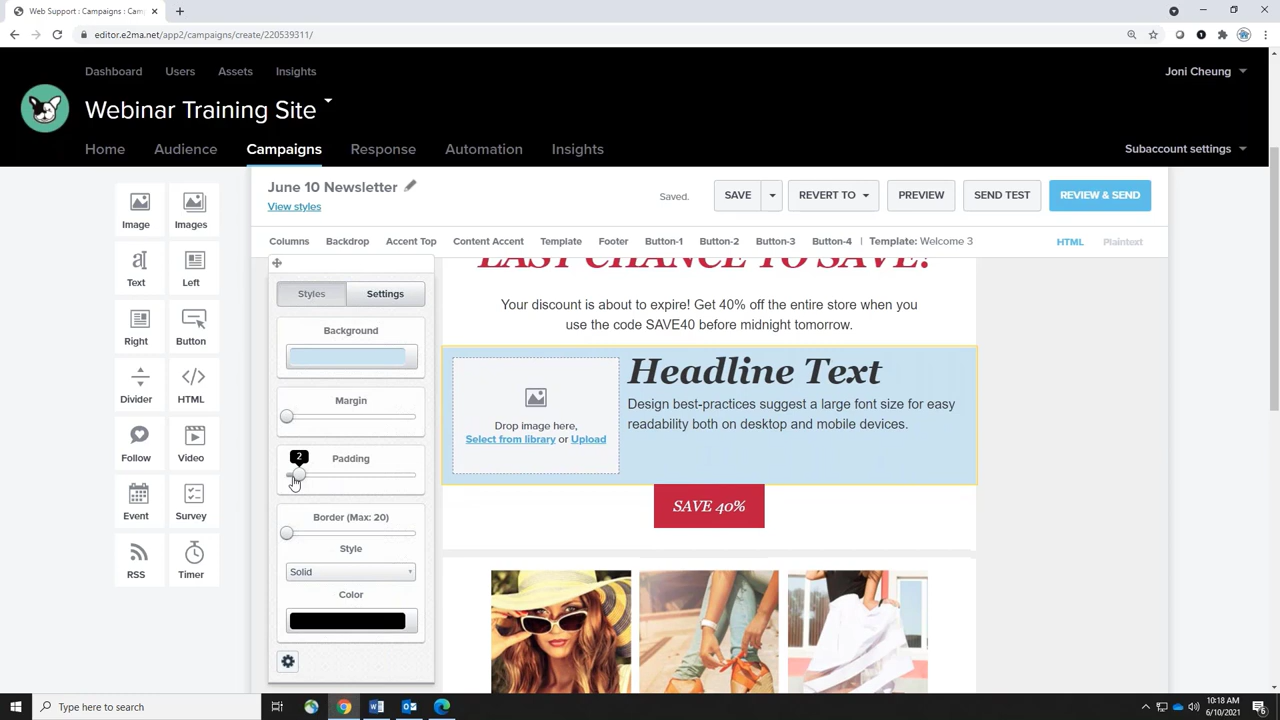 Web Support : Campaigns : Cam
editor.e2ma.net/app2/campaigns/create/220539311/
Dashboard Users Assets Insights
Joni Cheung
Webinar Training Site
Home Audience Campaigns Response Automation Insights
Subaccount settings
June 10 Newsletter
View styles
Saved.
SAVE
REVERT TO
PREVIEW
SEND TEST
REVIEW & SEND
Columns Backdrop Accent Top Content Accent Template Footer Button-1 Button-2 Button-3 Button-4 | Template: Welcome 3
HTML Plaintext
Image Images
Text Left
Right Button
Divider HTML
Follow Video
Event Survey
RSS Timer
Styles Settings
Background
Margin
2
Padding
Border (Max: 20)
Style
Solid
Color
LAST CHANCE TO SAVE!
Your discount is about to expire! Get 40% off the entire store when you
use the code SAVE40 before midnight tomorrow.
Drop image here,
Select from library or Upload
Headline Text
Design best-practices suggest a large font size for easy
readability both on desktop and mobile devices.
SAVE 40%
Type here to search
10:18 AM
6/10/2021
6